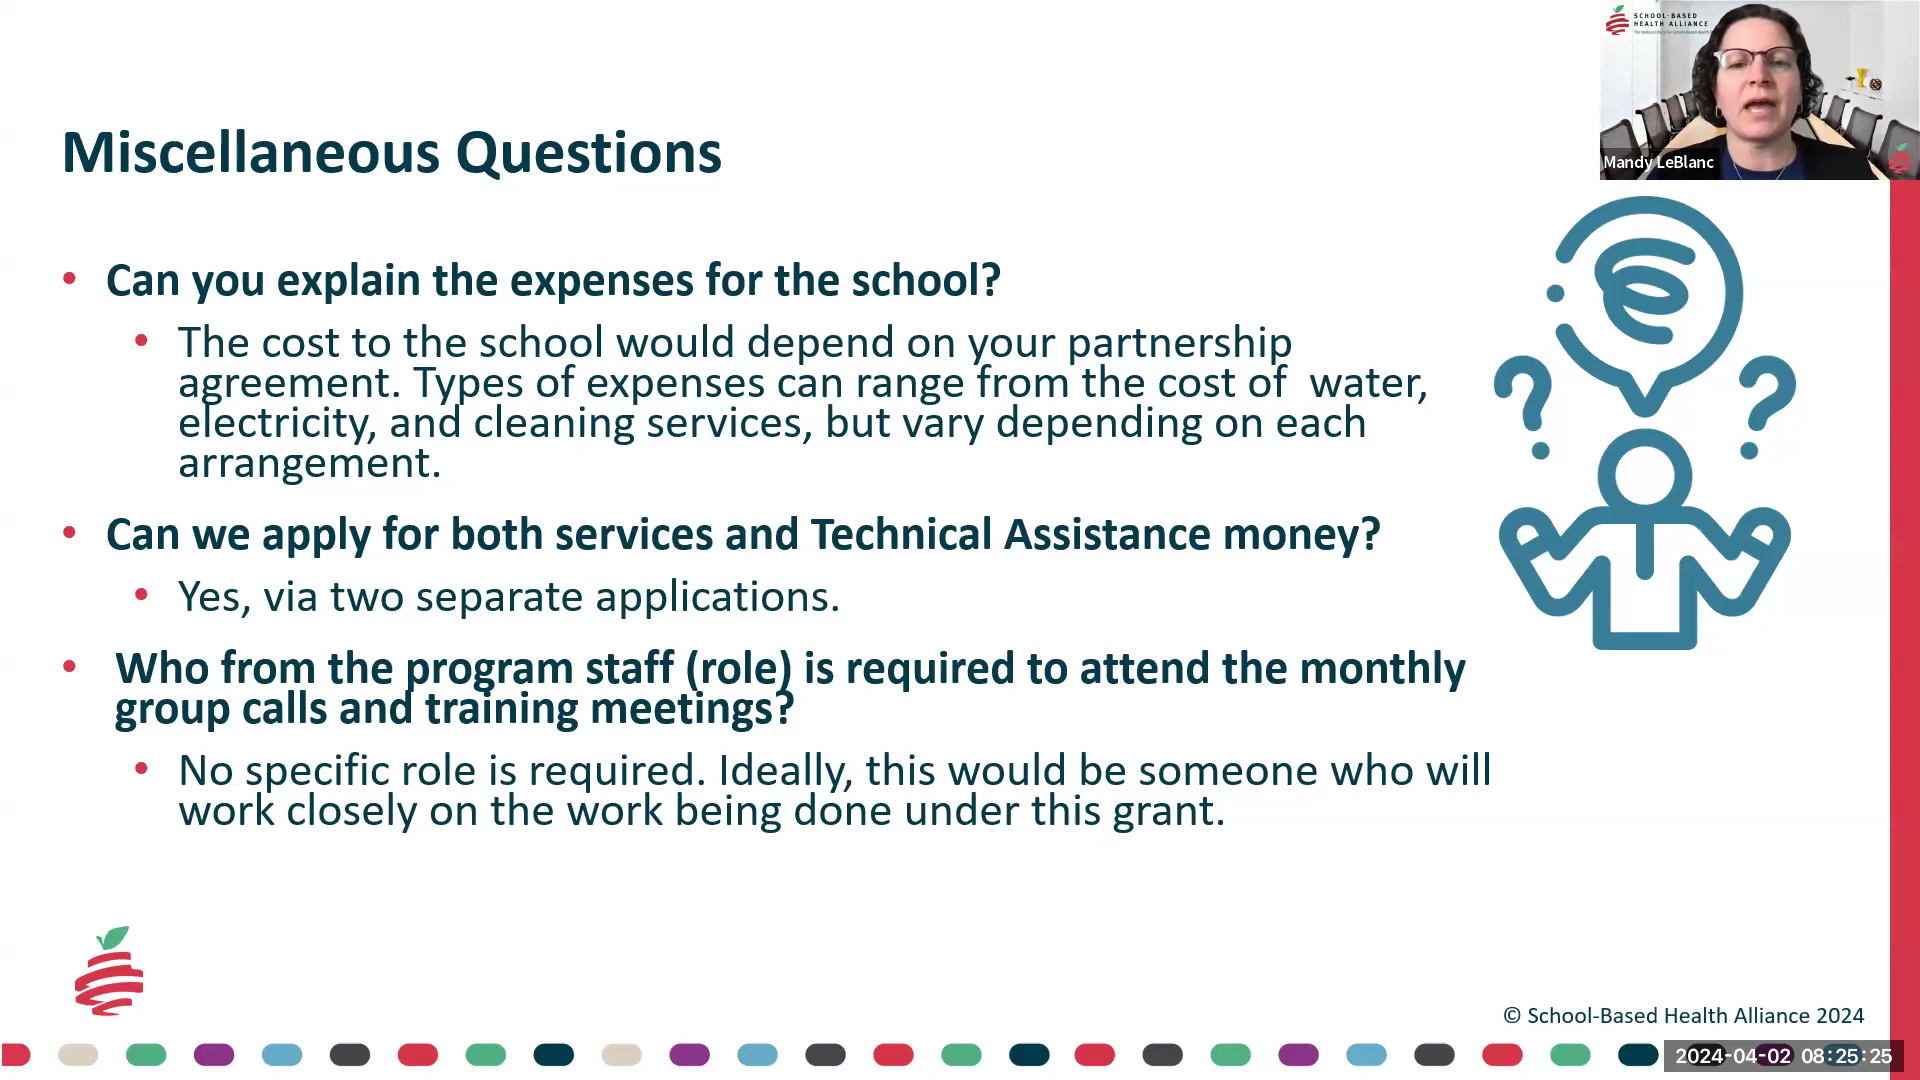 SCHOOL-BASED
HEALTH ALLIANCE
Mandy LeBlanc
Miscellaneous Questions
• Can you explain the expenses for the school?
• The cost to the school would depend on your partnership
agreement. Types of expenses can range from the cost of  water,
electricity, and cleaning services, but vary depending on each
arrangement.
• Can we apply for both services and Technical Assistance money?
• Yes, via two separate applications.
• Who from the program staff (role) is required to attend the monthly
group calls and training meetings?
• No specific role is required. Ideally, this would be someone who will
work closely on the work being done under this grant.
© School-Based Health Alliance 2024
2024-04-02 08:25:25